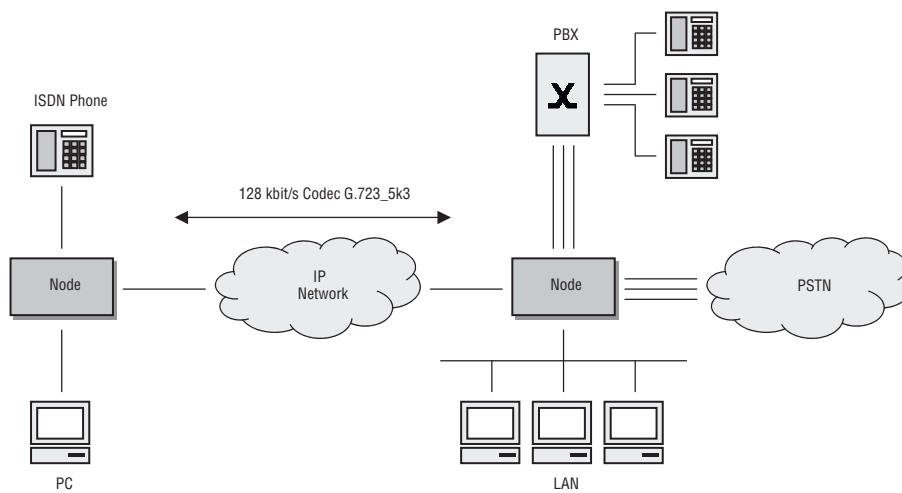 PBX
ISDN Phone
128 kbit/s Codec G.723_5k3
Node
IP
Network
Node
PSTN
PC
LAN